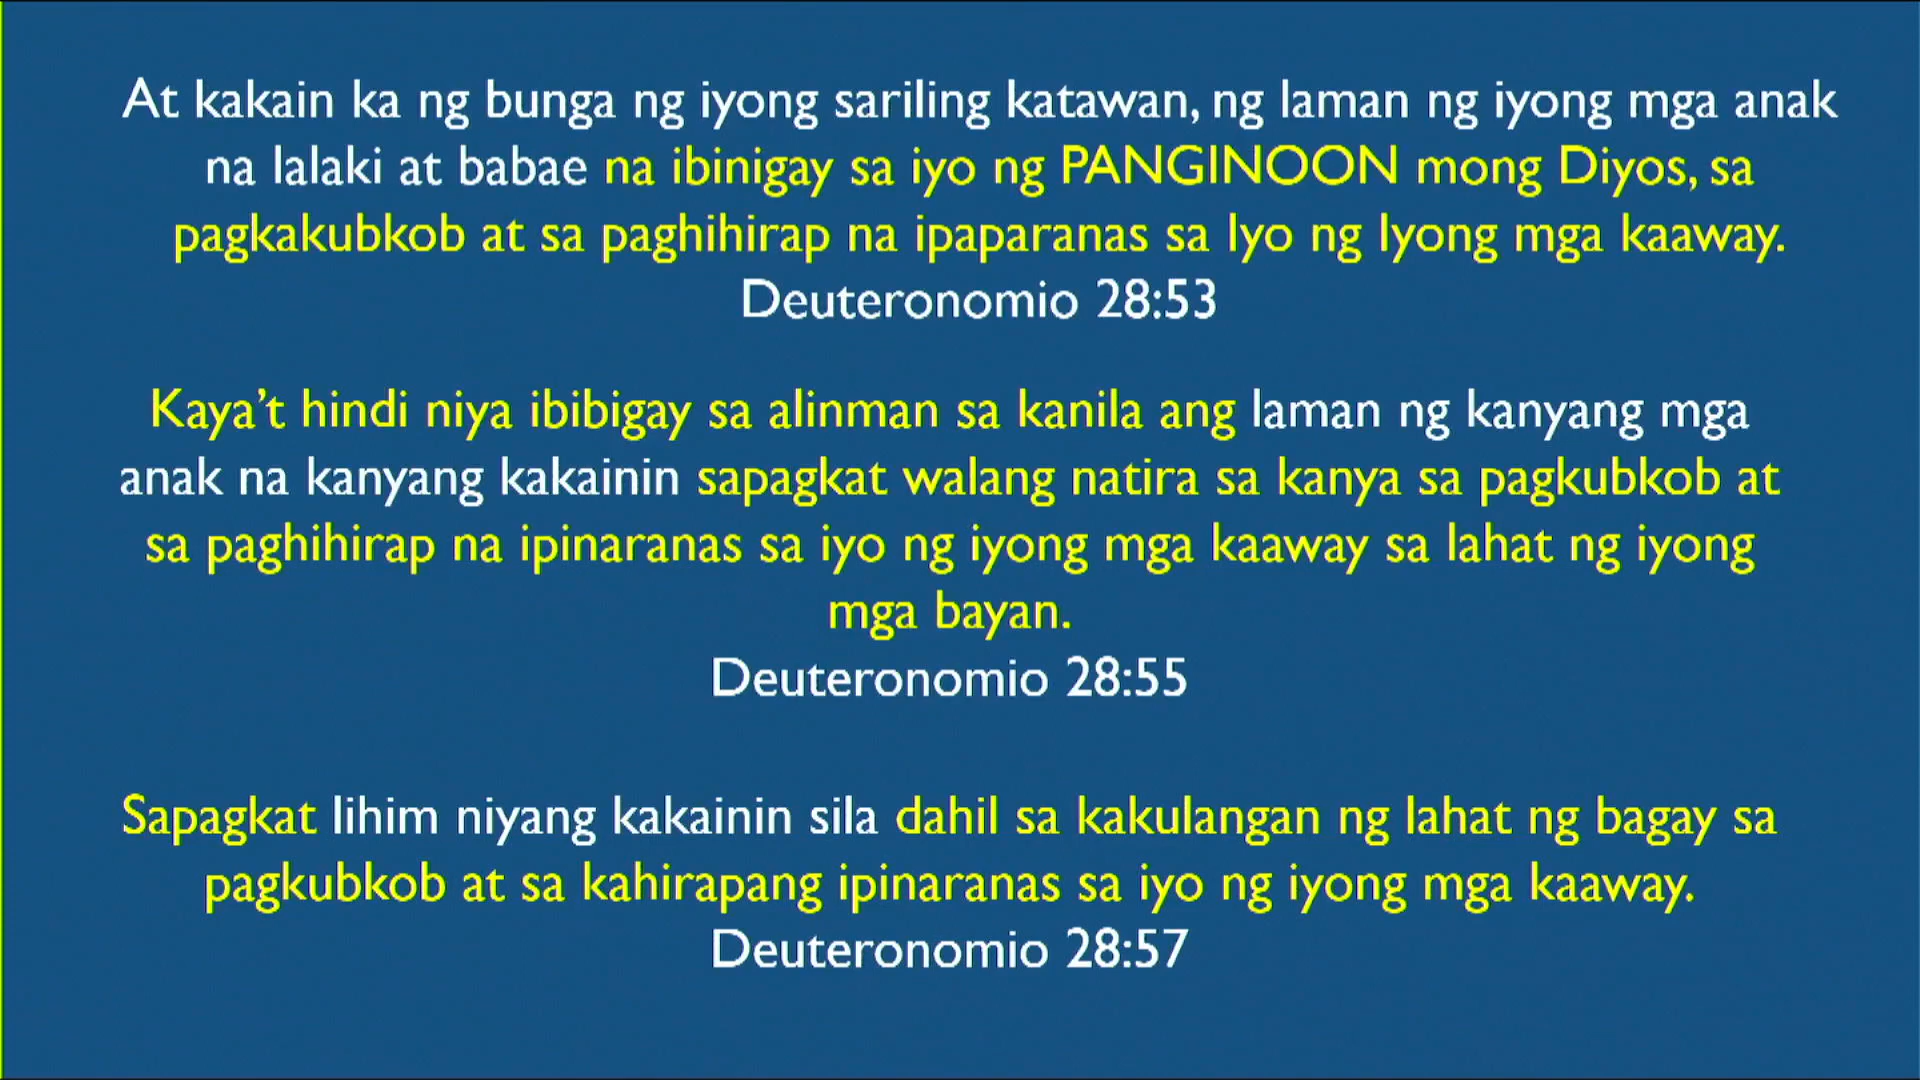 At kakain ka ng bunga ng iyong sariling katawan, ng laman ng iyong mga anak
na lalaki at babae na ibinigay sa iyo ng PANGINOON mong Diyos, sa
pagkakubkob at sa paghihirap na ipaparanas sa Iyo ng Iyong mga kaaway.
Deuteronomio 28:53
Kaya’t hindi niya ibibigay sa alinman sa kanila ang laman ng kanyang mga
anak na kanyang kakainin sapagkat walang natira sa kanya sa pagkubkob at
sa paghihirap na ipinaranas sa iyo ng iyong mga kaaway sa lahat ng iyong
mga bayan.
Deuteronomio 28:55
Sapagkat lihim niyang kakainin sila dahil sa kakulangan ng lahat ng bagay sa
pagkubkob at sa kahirapang ipinaranas sa iyo ng iyong mga kaaway.
Deuteronomio 28:57